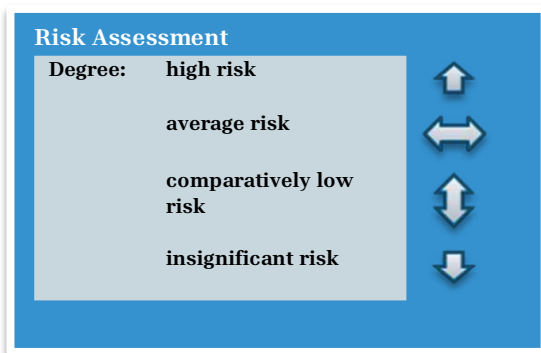 Risk Assessment
Degree: high risk
average risk
comparatively low
risk
insignificant risk